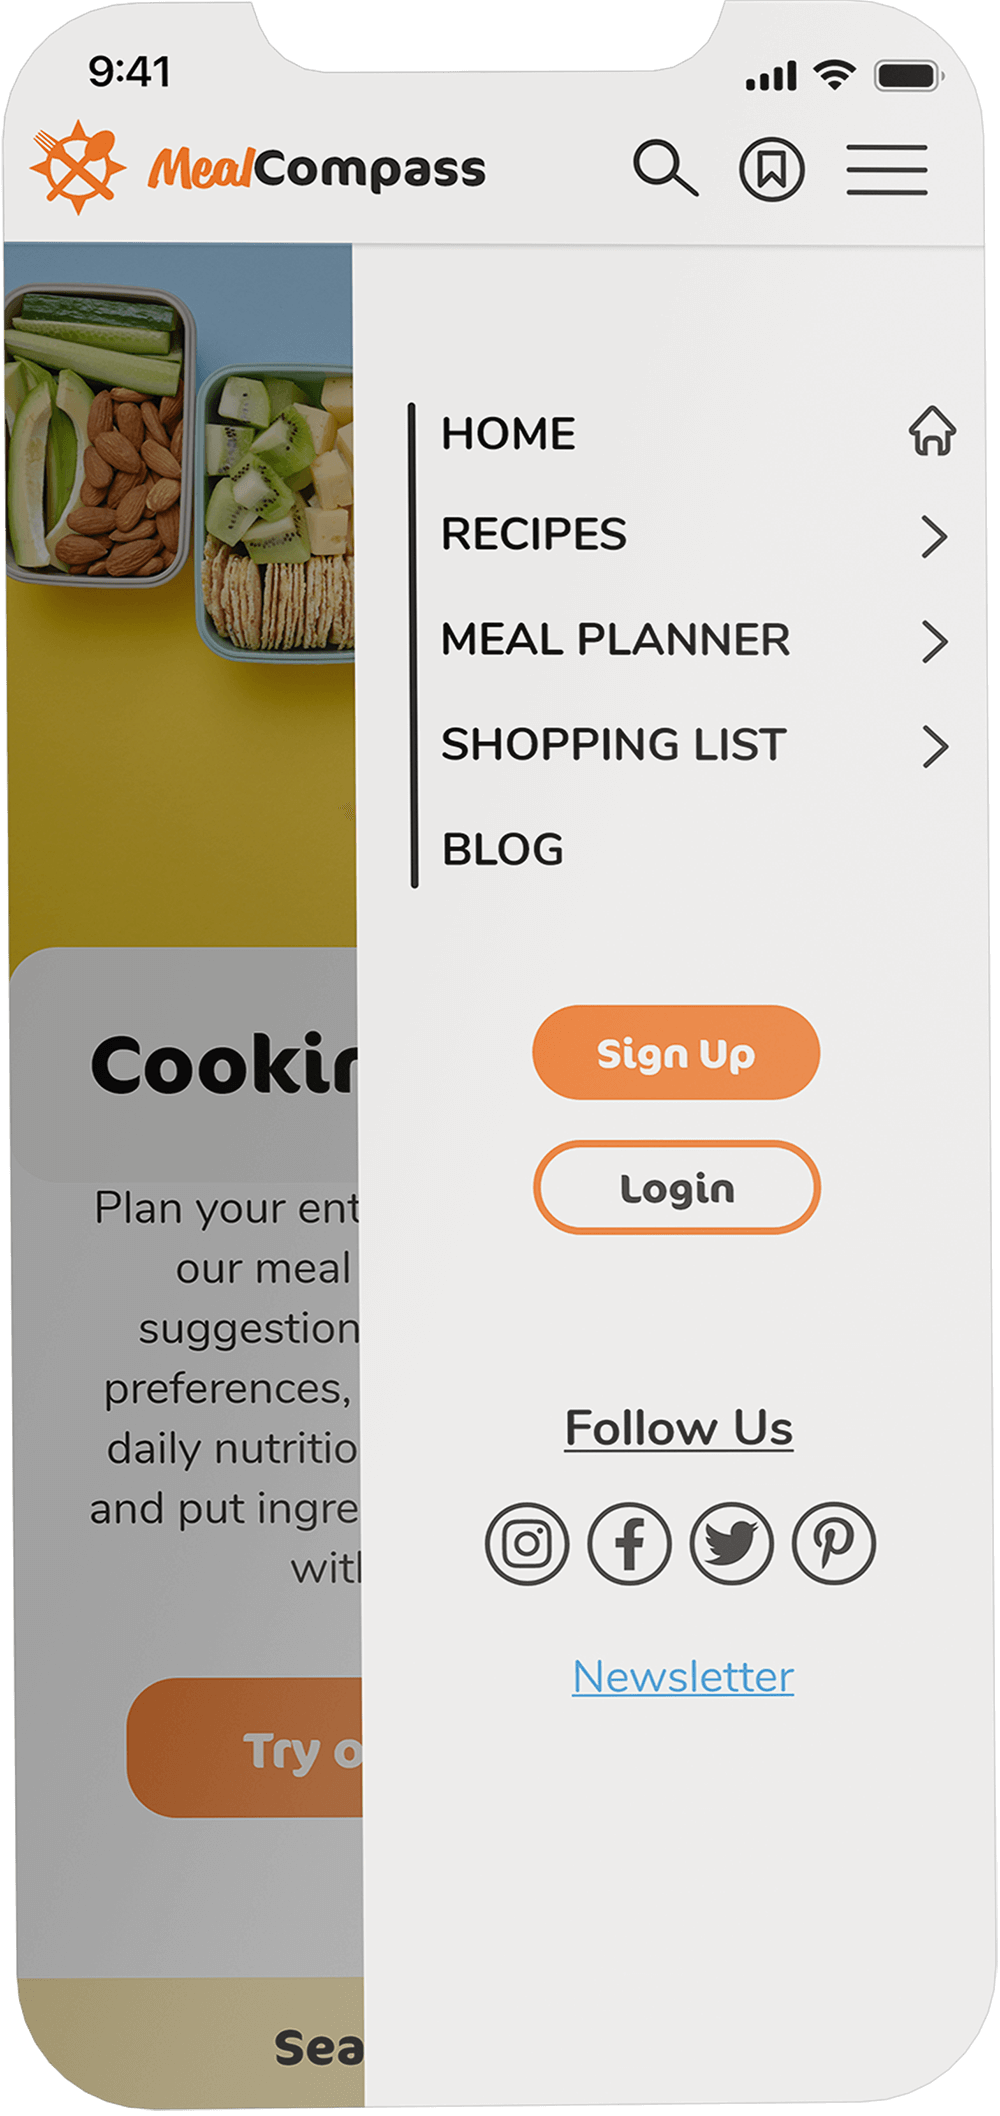 9:41
MealCompass
HOME
RECIPES
MEAL PLANNER
SHOPPING LIST
BLOG
Sign Up
Login
Follow Us
Newsletter
Cookin
Plan your ent
our meal
suggestion
preferences,
daily nutritio
and put ingre
with
Try o
Sea